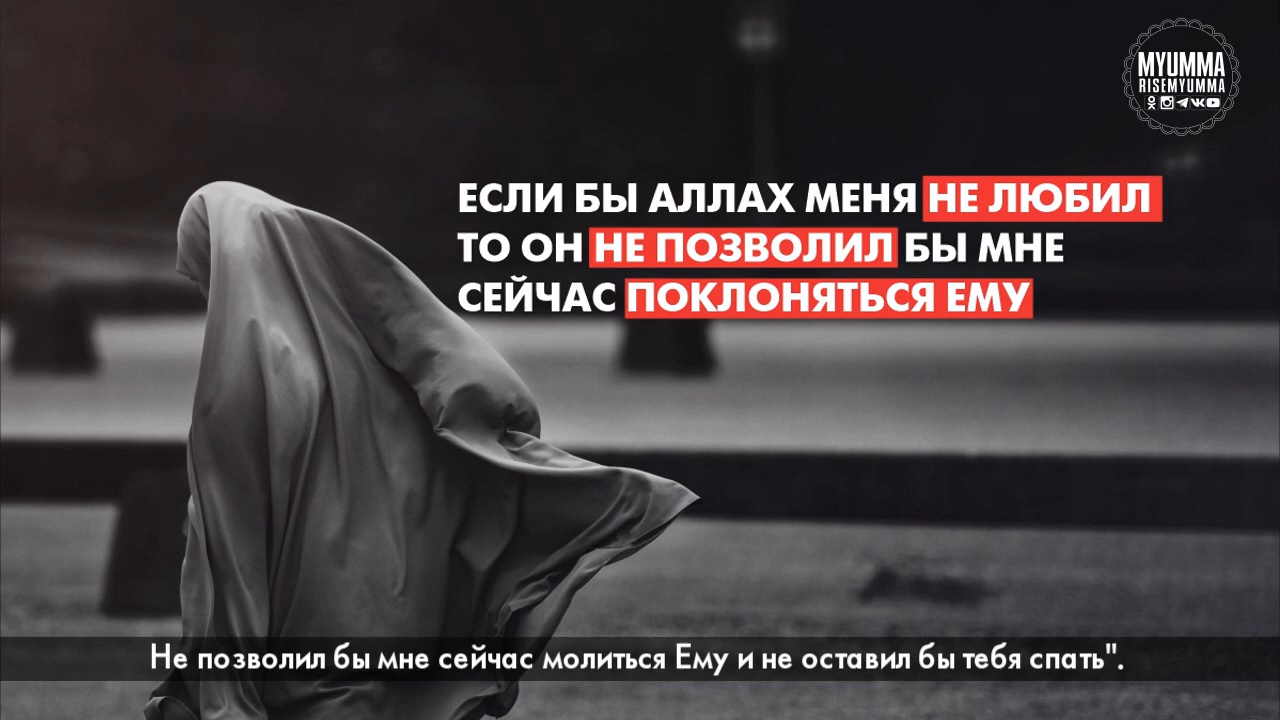 MYUMMA
RISEMYUMMA
ЕСЛИ БЫ АЛЛАХ МЕНЯ НЕ ЛЮБИЛ
ТО ОН НЕ ПОЗВОЛИЛ БЫ МНЕ
СЕЙЧАС ПОКЛОНЯТЬСЯ ЕМУ
Не позволил бы мне сейчас молиться Ему и не оставил бы тебя спать".